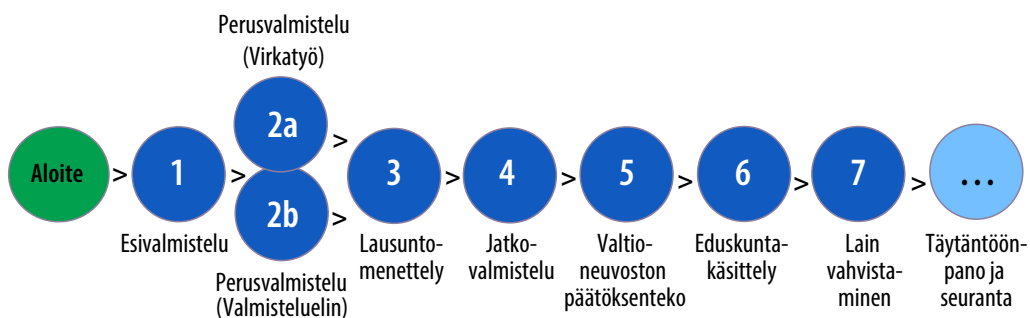 Perusvalmistelu
(Virkatyö)
Aloite
>
1
>
2a
2b
>
>
3
>
4
>
5
>
6
>
7
>
...
Esivalmistelu
Perusvalmistelu
(Valmisteluelin)
Lausunto-
menettely
Jatko-
valmistelu
Valtio-
neuvoston
päätöksenteko
Eduskunta-
käsittely
Lain
vahvista-
minen
Täytäntöön-
pano ja
seuranta